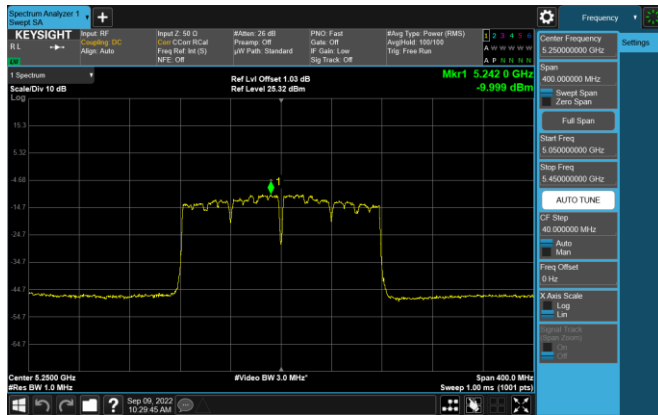 Spectrum Analyzer 1
Swept SA
Frequency
KEYSIGHT
R L
Input: RF
Coupling: DC
Align: Auto
Input Z: 50 Ω
Corr CCorr RCal
Freq Ref: Int (S)
NFE: Off
#Atten: 26 dB
Preamp: Off
µW Path: Standard
PNO: Fast
Gate: Off
IF Gain: Low
Sig Track: Off
#Avg Type: Power (RMS)
Avg|Hold: 100/100
Trig: Free Run
1 2 3 4 5 6
A W W W W W
A P N N N N
1 Spectrum
Scale/Div 10 dB
Log
Ref Lvl Offset 1.03 dB
Ref Level 25.32 dBm
Mkr1 5.242 0 GHz
-9.999 dBm
15.3
5.32
-4.68
-14.7
-24.7
-34.7
-44.7
-54.7
-64.7
1
Center 5.2500 GHz
#Res BW 1.0 MHz
#Video BW 3.0 MHz*
Span 400.0 MHz
Sweep 1.00 ms (1001 pts)
Sep 09, 2022
10:29:45 AM
Center Frequency
5.250000000 GHz
Settings
Span
400.000000 MHz
Swept Span
Zero Span
Full Span
Start Freq
5.050000000 GHz
Stop Freq
5.450000000 GHz
AUTO TUNE
CF Step
40.000000 MHz
Auto
Man
Freq Offset
0 Hz
X Axis Scale
Log
Lin
Signal Track
(Span Zoom)
On
Off